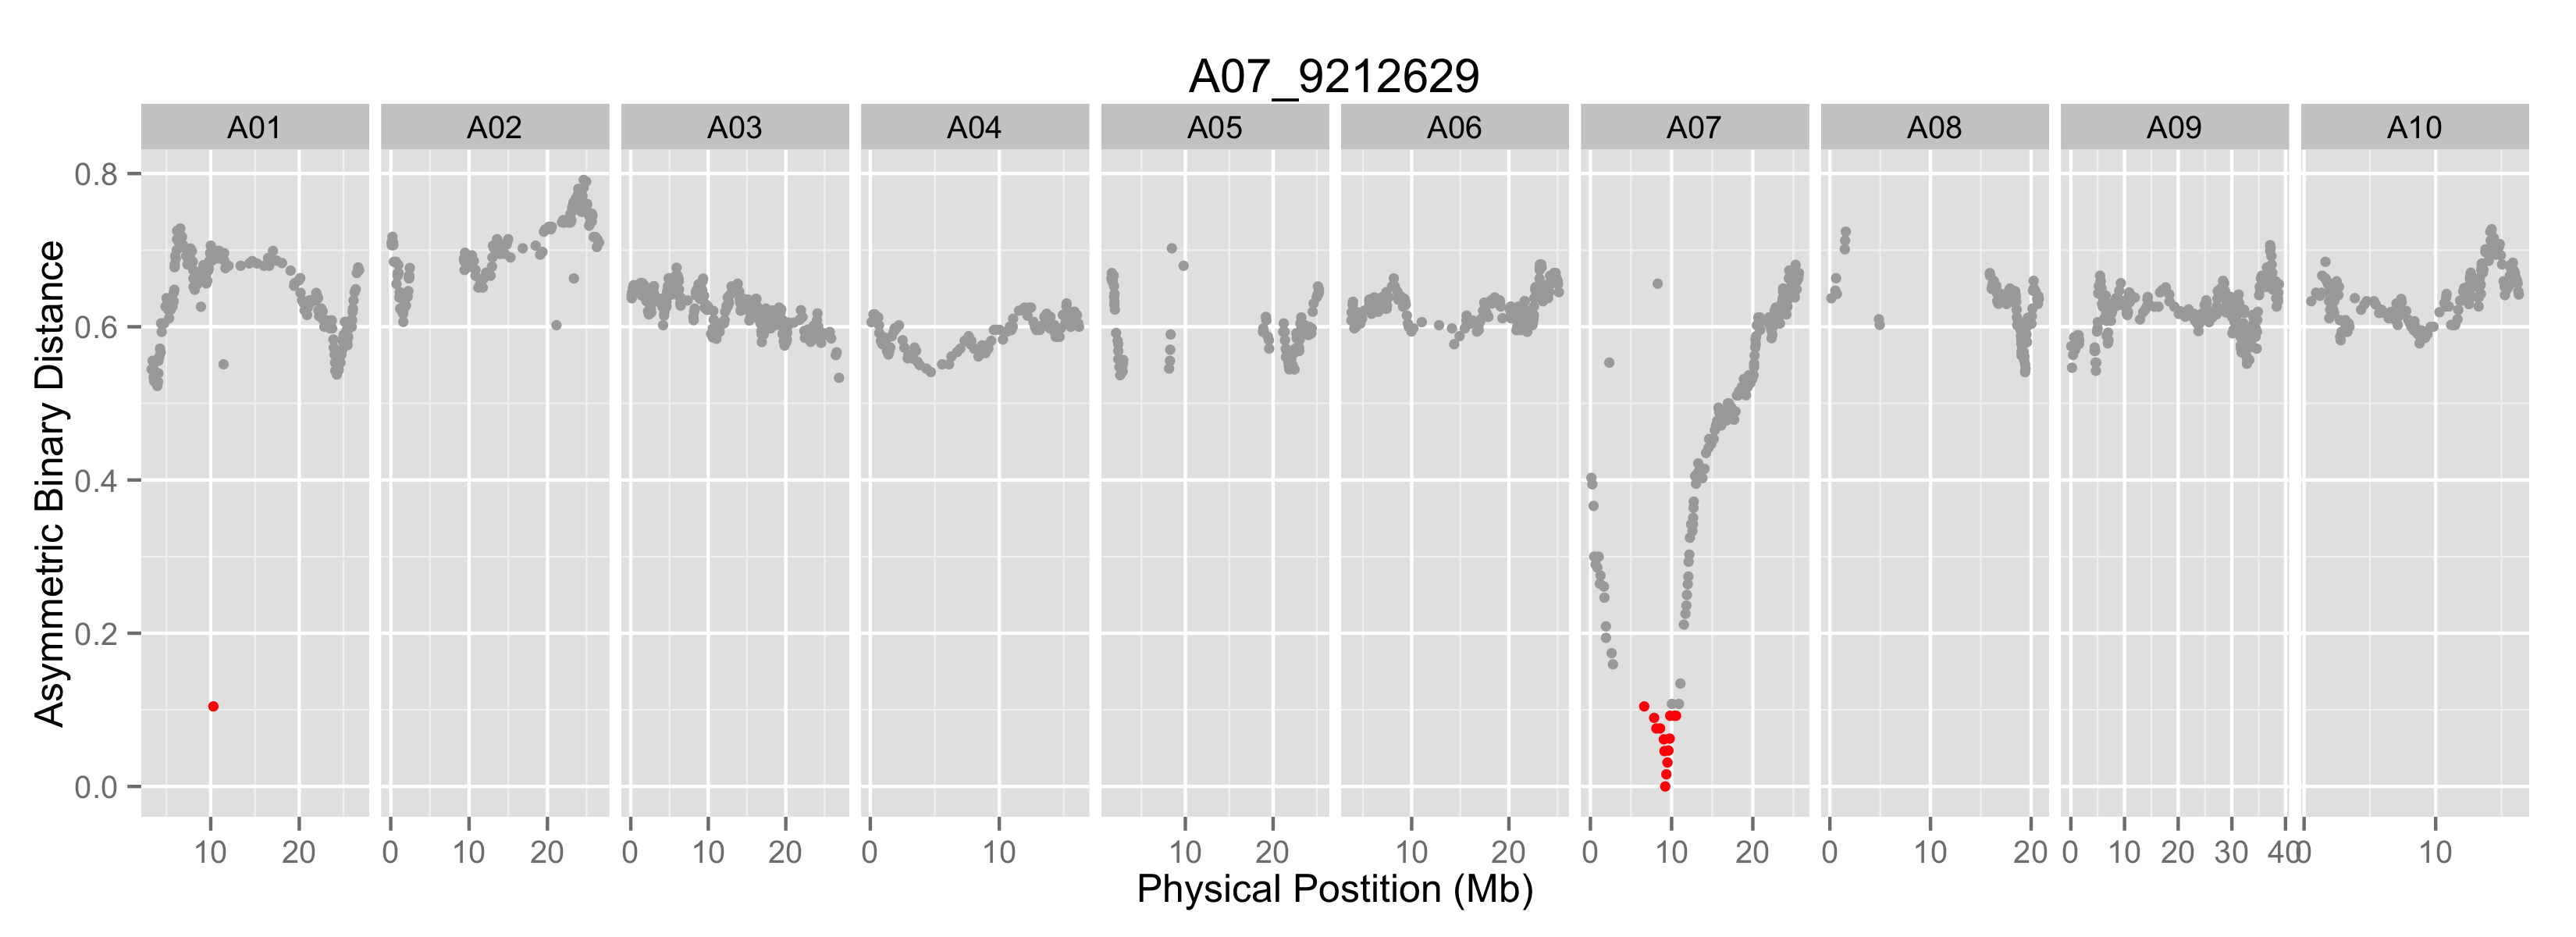 A07_9212629
A01 A02 A03 A04 A05 A06 A07 A08 A09 A10
Asymmetric Binary Distance
0.8
0.6
0.4
0.2
0.0
10 20 0 10 20 0 10 20 0 10 10 20 10 20 0 10 20 0 10 20 0 10 20 30 40 0 10
Physical Postition (Mb)